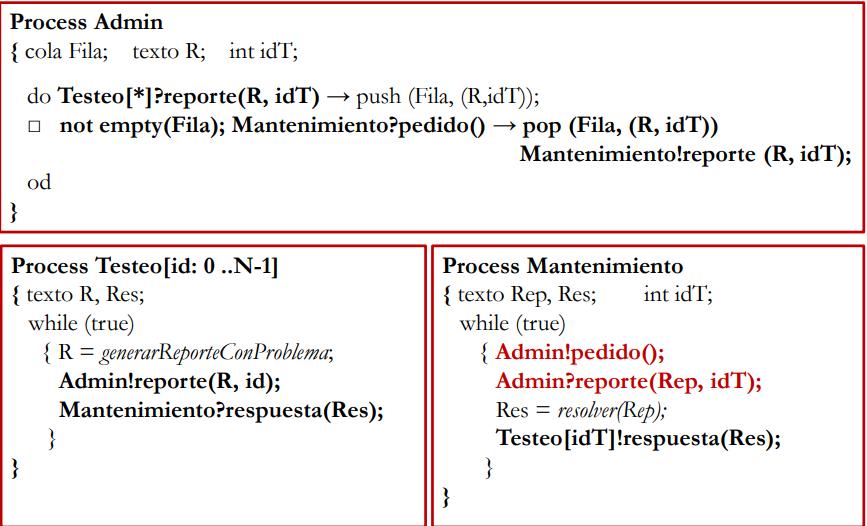 Process Admin
{ cola Fila; texto R; int idT;
do Testeo[*]?reporte(R, idT) → push (Fila, (R,idT));
□ not empty(Fila); Mantenimiento?pedido() → pop (Fila, (R, idT))
Mantenimiento!reporte (R, idT);
od
}
Process Testeo[id: 0 ..N-1]
{ texto R, Res;
while (true)
{ R = generarReporteConProblema;
Admin!reporte(R, id);
Mantenimiento?respuesta(Res);
}
}
Process Mantenimiento
{ texto Rep, Res; int idT;
while (true)
{ Admin!pedido();
Admin?reporte(Rep, idT);
Res = resolver(Rep);
Testeo[idT]!respuesta(Res);
}
}